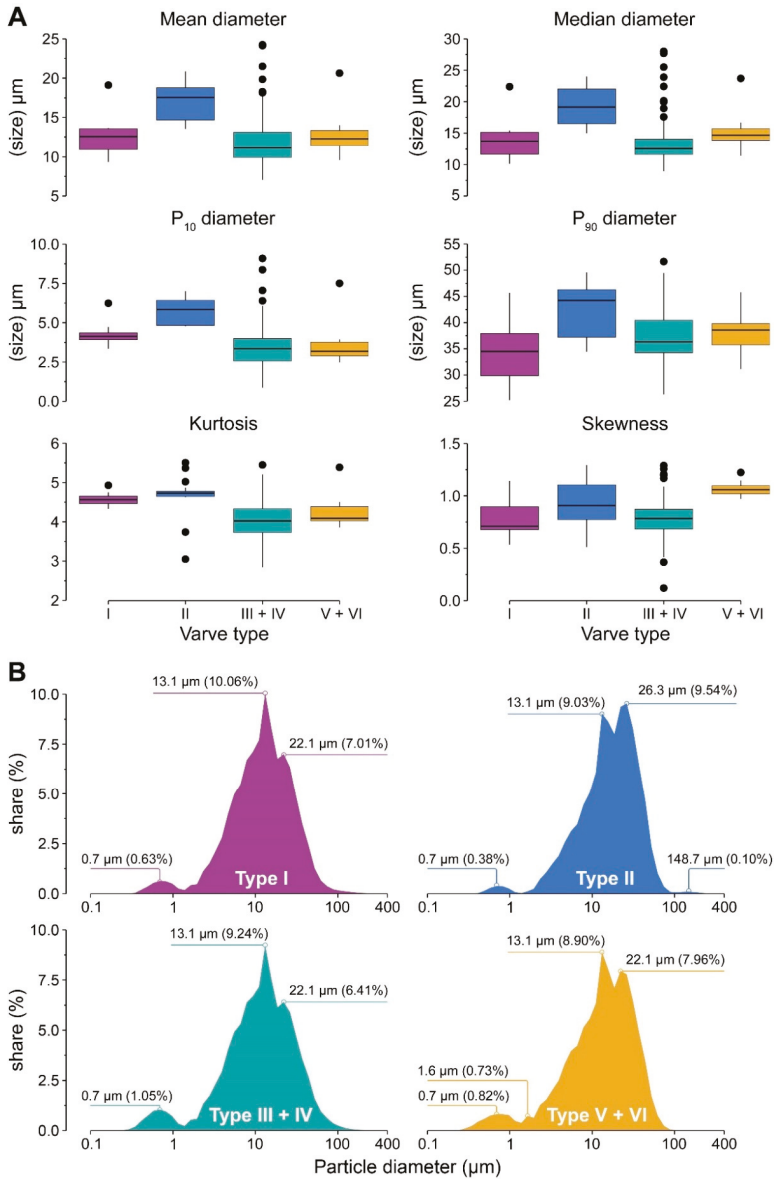 A
Mean diameter
Median diameter
(size) µm
25
20
15
10
5
(size) µm
30
25
20
15
10
5
P10 diameter
P90 diameter
(size) µm
10.0
7.5
5.0
2.5
0.0
(size) µm
55
50
45
40
35
30
25
Kurtosis
Skewness
6
5
4
3
2
1.5
1.0
0.5
0.0
I II III + IV V + VI
Varve type
I II III + IV V + VI
Varve type
B
share (%)
10.0
7.5
5.0
2.5
0.0
13.1 µm (10.06%)
22.1 µm (7.01%)
0.7 µm (0.63%)
Type I
0.1 1 10 100 400
13.1 µm (9.03%)
26.3 µm (9.54%)
0.7 µm (0.38%)
148.7 µm (0.10%)
Type II
0.1 1 10 100 400
share (%)
10.0
7.5
5.0
2.5
0.0
13.1 µm (9.24%)
22.1 µm (6.41%)
0.7 µm (1.05%)
Type III + IV
0.1 1 10 100 400
13.1 µm (8.90%)
22.1 µm (7.96%)
1.6 µm (0.73%)
0.7 µm (0.82%)
Type V + VI
0.1 1 10 100 400
Particle diameter (µm)